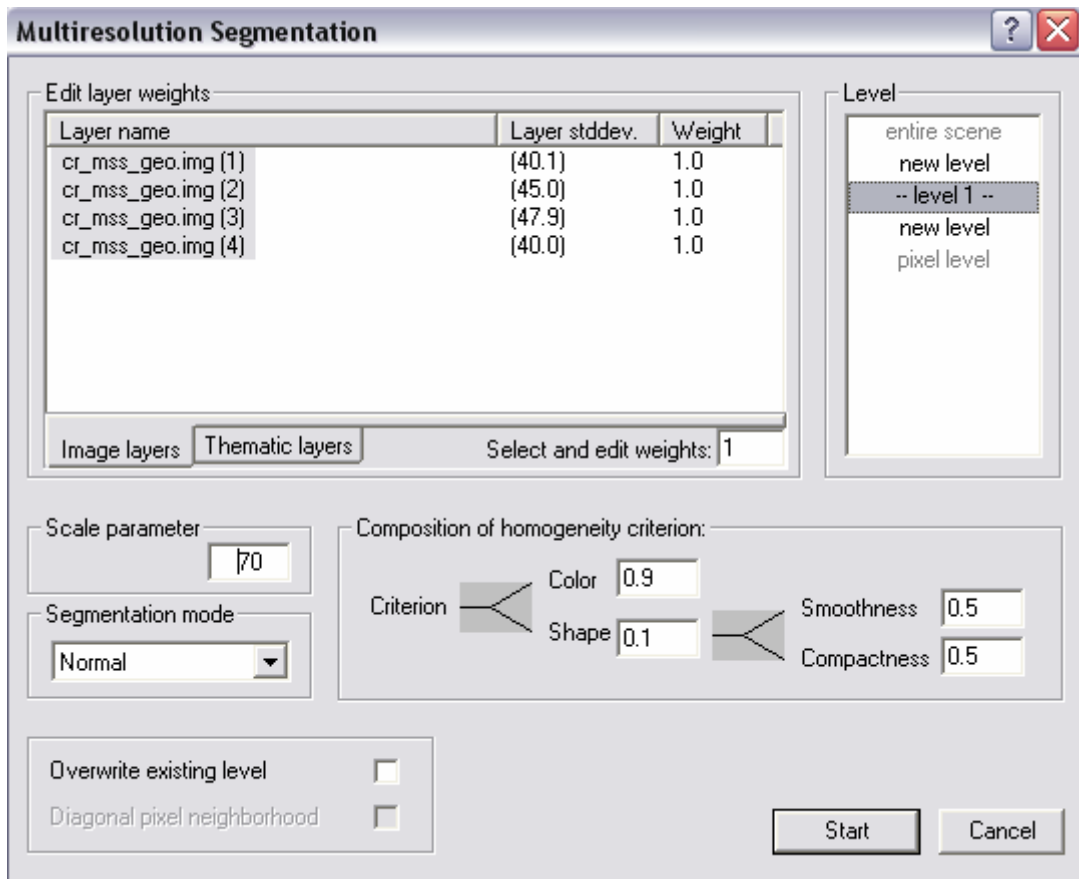 Multiresolution Segmentation
?
Edit layer weights
Layer name Layer stddev. Weight
cr_mss_geo.img (1) (40.1) 1.0
cr_mss_geo.img (2) (45.0) 1.0
cr_mss_geo.img (3) (47.9) 1.0
cr_mss_geo.img (4) (40.0) 1.0
Image layers Thematic layers Select and edit weights: 1
Level
entire scene
new level
-- level 1 --
new level
pixel level
Scale parameter
70
Segmentation mode
Normal
Composition of homogeneity criterion:
Criterion
Color 0.9
Shape 0.1
Smoothness 0.5
Compactness 0.5
Overwrite existing level
Diagonal pixel neighborhood
Start Cancel